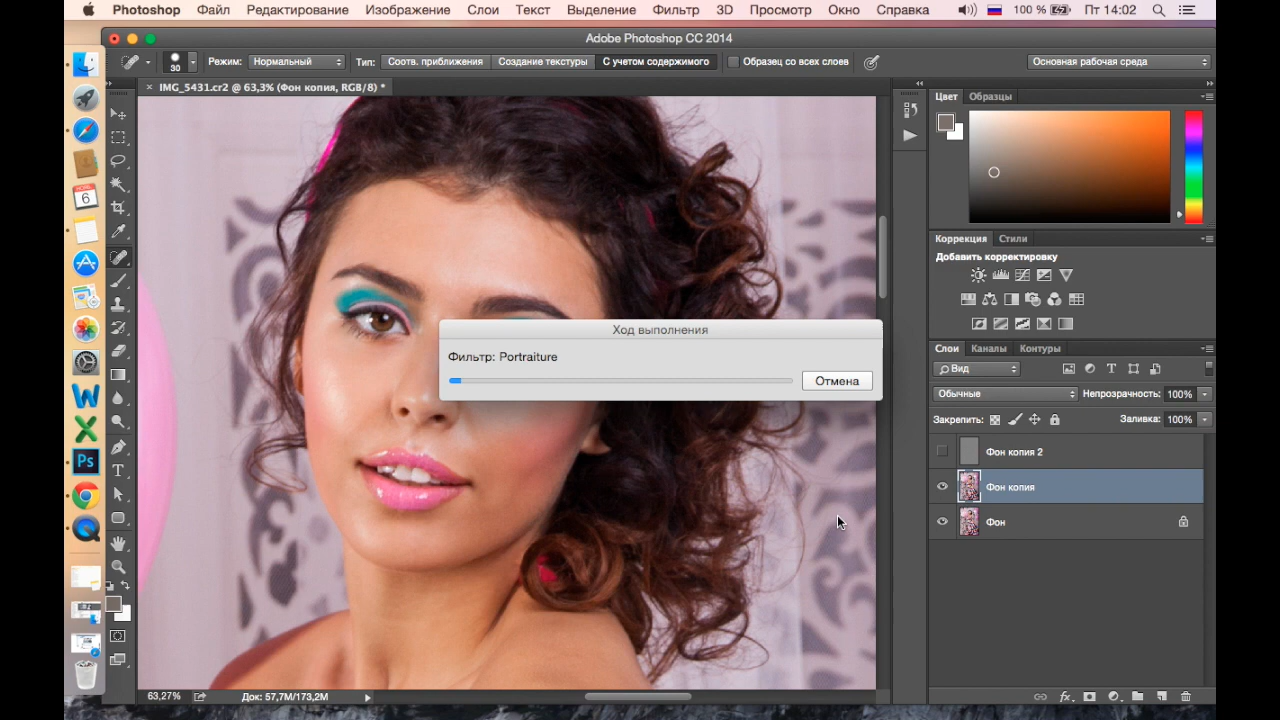 Photoshop Файл Редактирование Изображение Слои Текст Выделение Фильтр 3D Просмотр Окно Справка 100 % Пт 14:02
Adobe Photoshop CC 2014
30 Режим: Нормальный Тип: Соотв. приближения Создание текстуры С учетом содержимого Образец со всех слоев Основная рабочая среда
IMG_5431.cr2 @ 63,3% (Фон копия, RGB/8) *
Цвет Образцы
6
Коррекция Стили
Добавить корректировку
Ход выполнения
Фильтр: Portraiture
Отмена
Слои Каналы Контуры
Вид
Обычные Непрозрачность: 100%
Закрепить: Заливка: 100%
Фон копия 2
Фон копия
Фон
Ps
63,27% Док: 57,7M/173,2M
fx